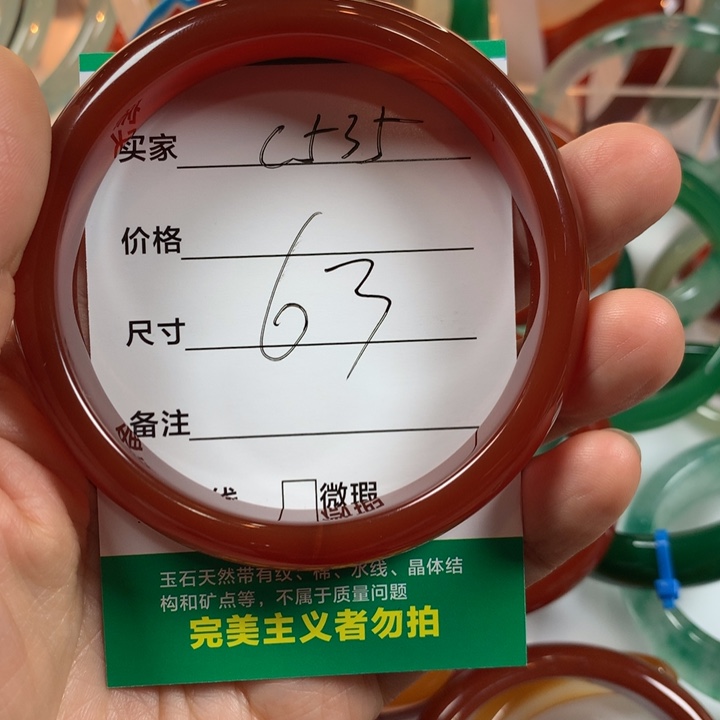 买家 c535
价格
尺寸 63
备注
线 微瑕
玉石天然带有纹、棉、水线、晶体结
构和矿点等，不属于质量问题
完美主义者勿拍